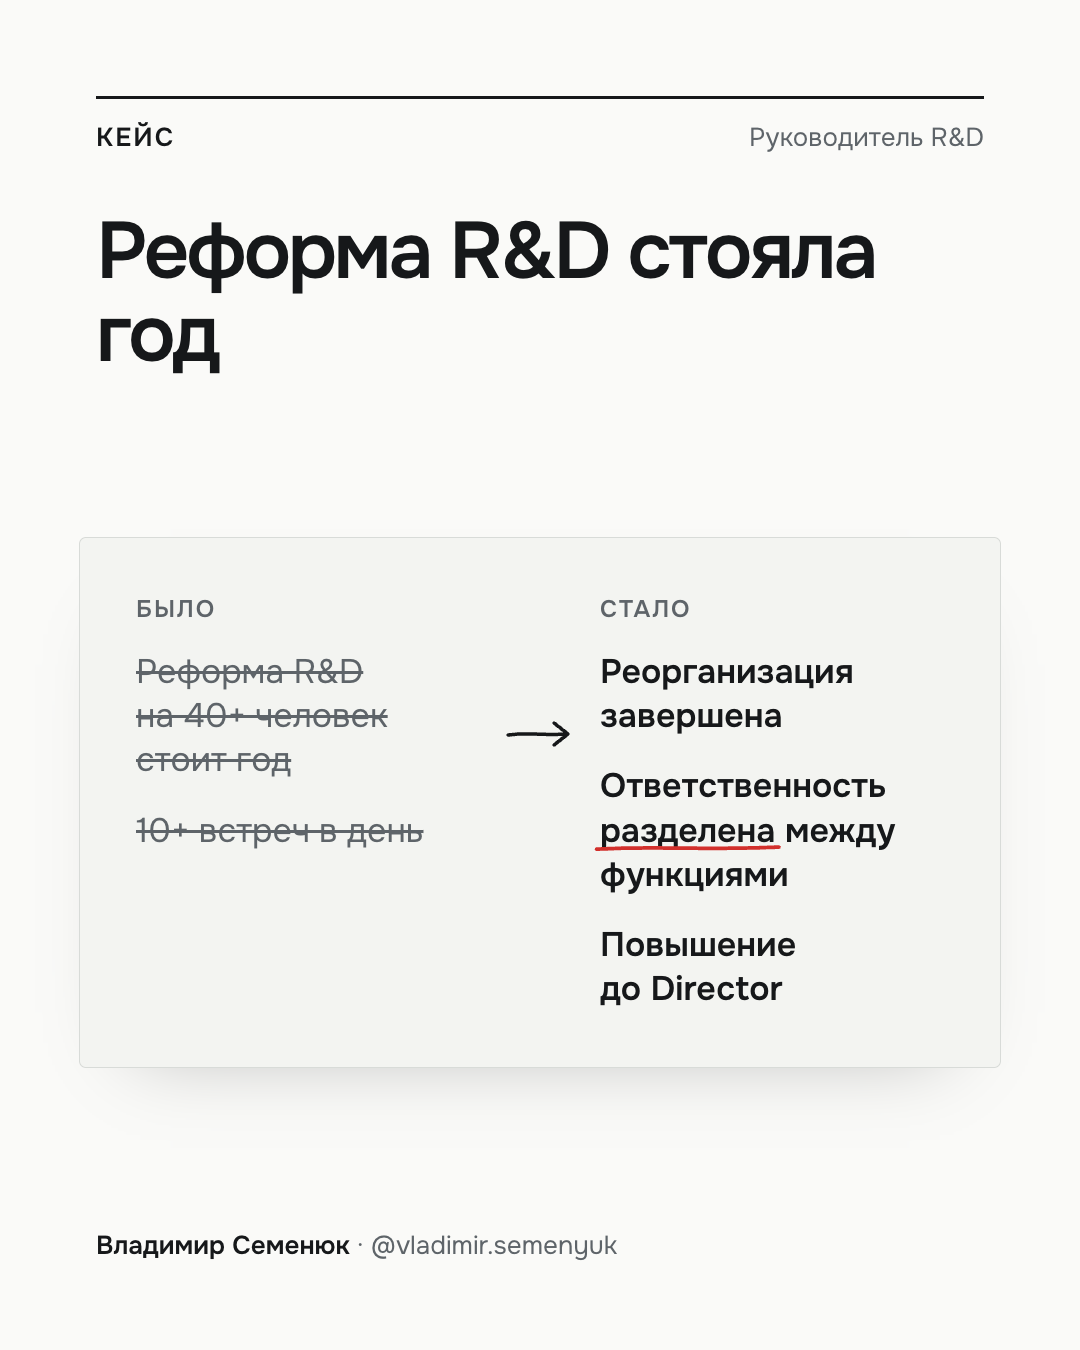 КЕЙС
Руководитель R&D
Реформа R&D стояла
год
БЫЛО
Реформа R&D
на 40+ человек
стоит год
10+ встреч в день
СТАЛО
Реорганизация
завершена
Ответственность
разделена между
функциями
Повышение
до Director
Владимир Семенюк · @vladimir.semenyuk